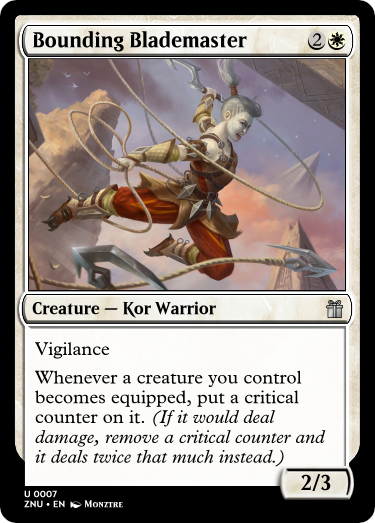 Bounding Blademaster 2
Creature — Kor Warrior
Vigilance
Whenever a creature you control
becomes equipped, put a critical
counter on it. (If it would deal
damage, remove a critical counter and
it deals twice that much instead.)
2/3
U 0007
ZNU • EN Monztre